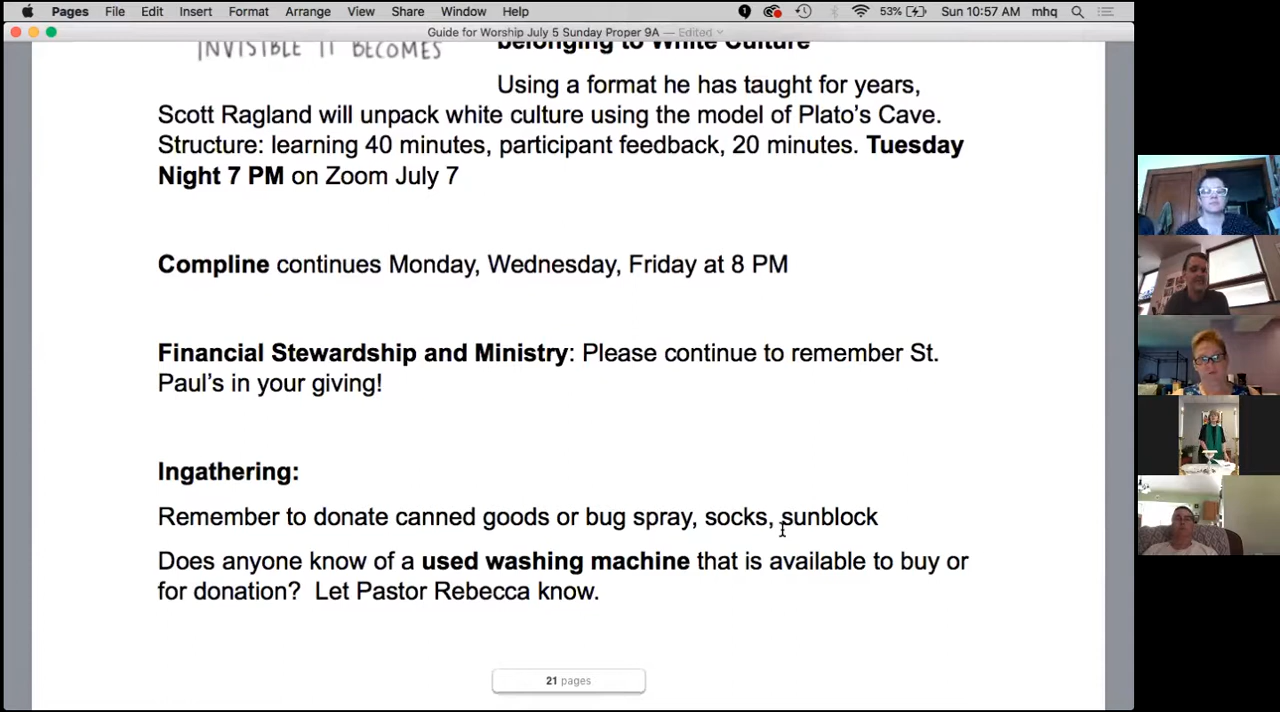 Pages File Edit Insert Format Arrange View Share Window Help 53% Sun 10:57 AM mhq
Guide for Worship July 5 Sunday Proper 9A — Edited
INVISIBLE IT BECOMES
belonging to White Culture
Using a format he has taught for years,
Scott Ragland will unpack white culture using the model of Plato’s Cave.
Structure: learning 40 minutes, participant feedback, 20 minutes. Tuesday
Night 7 PM on Zoom July 7
Compline continues Monday, Wednesday, Friday at 8 PM
Financial Stewardship and Ministry: Please continue to remember St.
Paul’s in your giving!
Ingathering:
Remember to donate canned goods or bug spray, socks, sunblock
Does anyone know of a used washing machine that is available to buy or
for donation?  Let Pastor Rebecca know.
21 pages